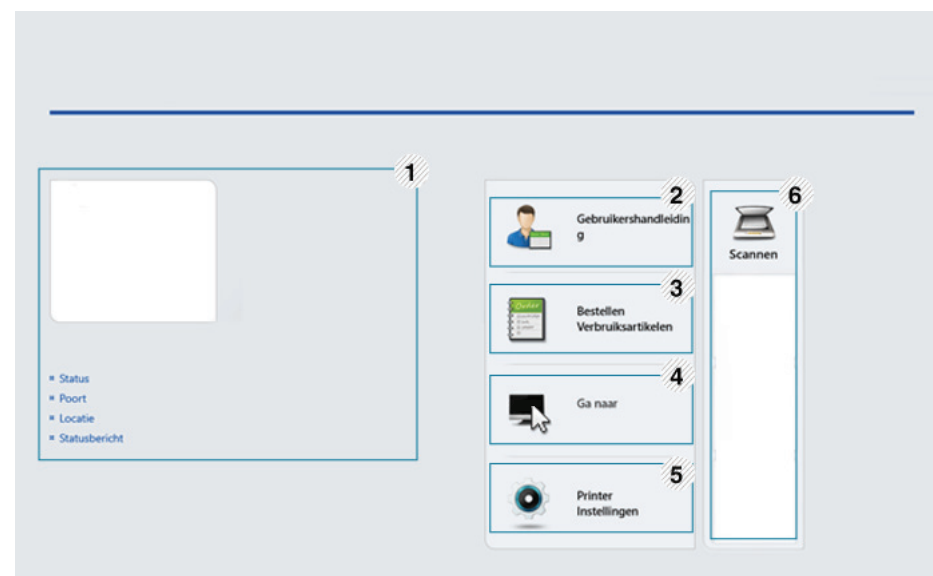 1
Status
Poort
Locatie
Statusbericht
2
Gebruikershandleidin
g
3
Bestellen
Verbruiksartikelen
4
Ga naar
5
Printer
Instellingen
6
Scannen